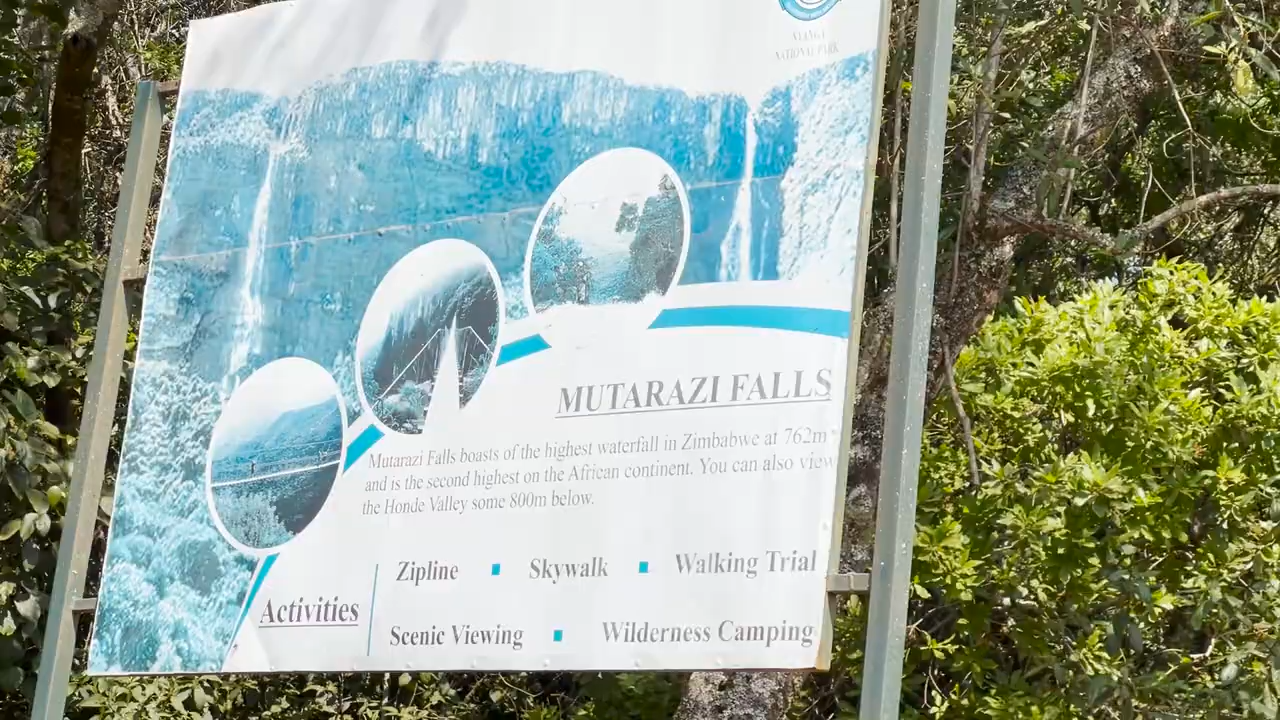 NYANGA
NATIONAL PARK
MUTARAZI FALLS
Mutarazi Falls boasts of the highest waterfall in Zimbabwe at 762m
and is the second highest on the African continent. You can also view
the Honde Valley some 800m below.
Zipline ▪ Skywalk ▪ Walking Trial
Activities
Scenic Viewing ▪ Wilderness Camping